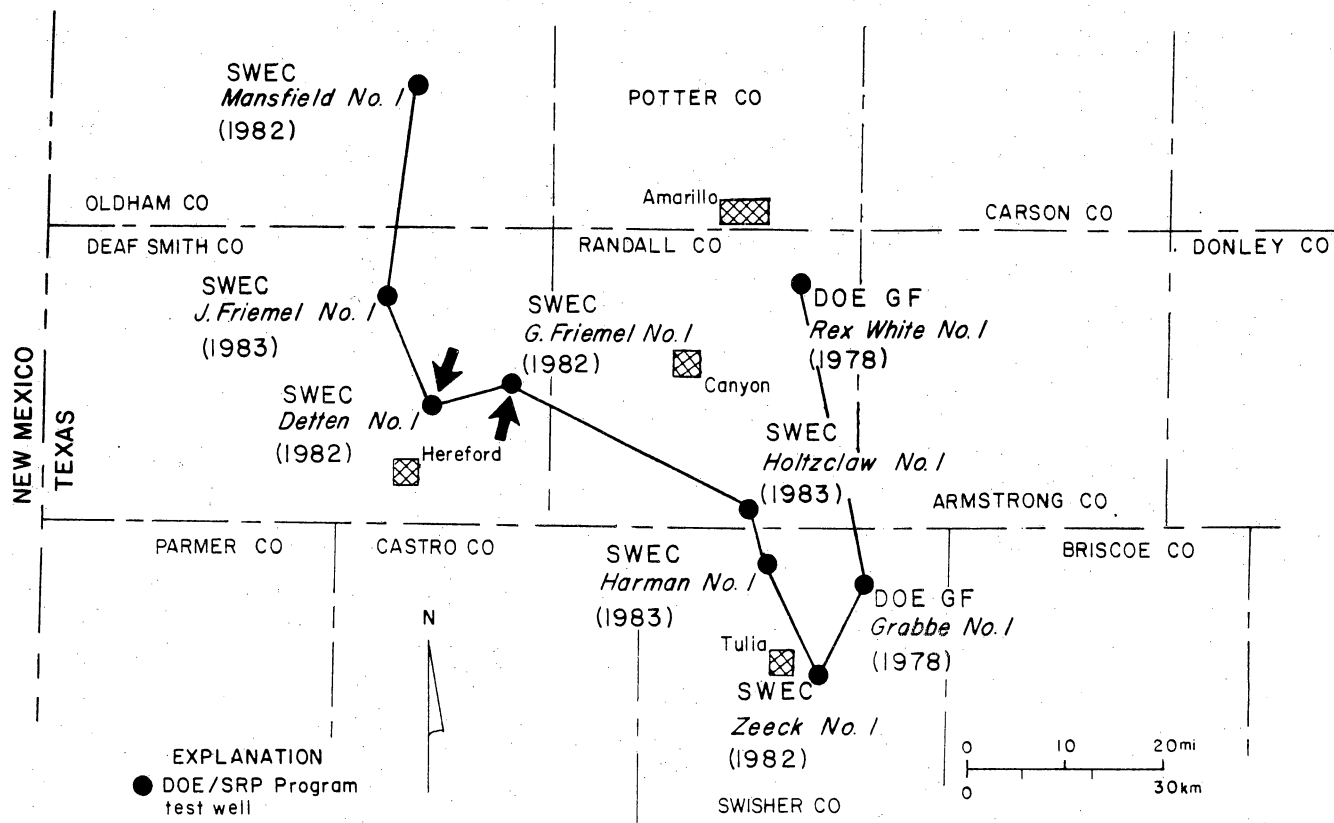 SWEC
Mansfield No. 1
(1982)
POTTER CO
Amarillo
OLDHAM CO
CARSON CO
DEAF SMITH CO
RANDALL CO
DONLEY CO
SWEC
J. Friemel No. 1
(1983)
SWEC
G. Friemel No. 1
(1982)
DOE GF
Rex White No. 1
(1978)
Canyon
SWEC
Detten No. 1
(1982)
Hereford
SWEC
Holtzclaw No. 1
(1983)
NEW MEXICO
TEXAS
ARMSTRONG CO.
PARMER CO
CASTRO CO
BRISCOE CO
SWEC
Harman No. 1
(1983)
DOE GF
Grabbe No. 1
(1978)
N
Tulia
SWEC
Zeeck No. 1
(1982)
EXPLANATION
DOE/SRP Program
test well
0 10 20 mi
0 30 km
SWISHER CO